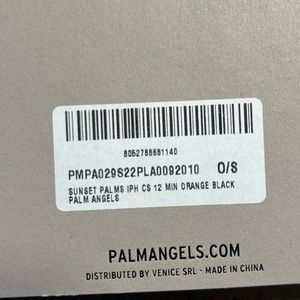 8052788681140
PMPA029S22PLA0092010 O/S
SUNSET PALMS IPH CS 12 MIN ORANGE BLACK
PALM ANGELS
PALMANGELS.COM
DISTRIBUTED BY VENICE SRL - MADE IN CHINA